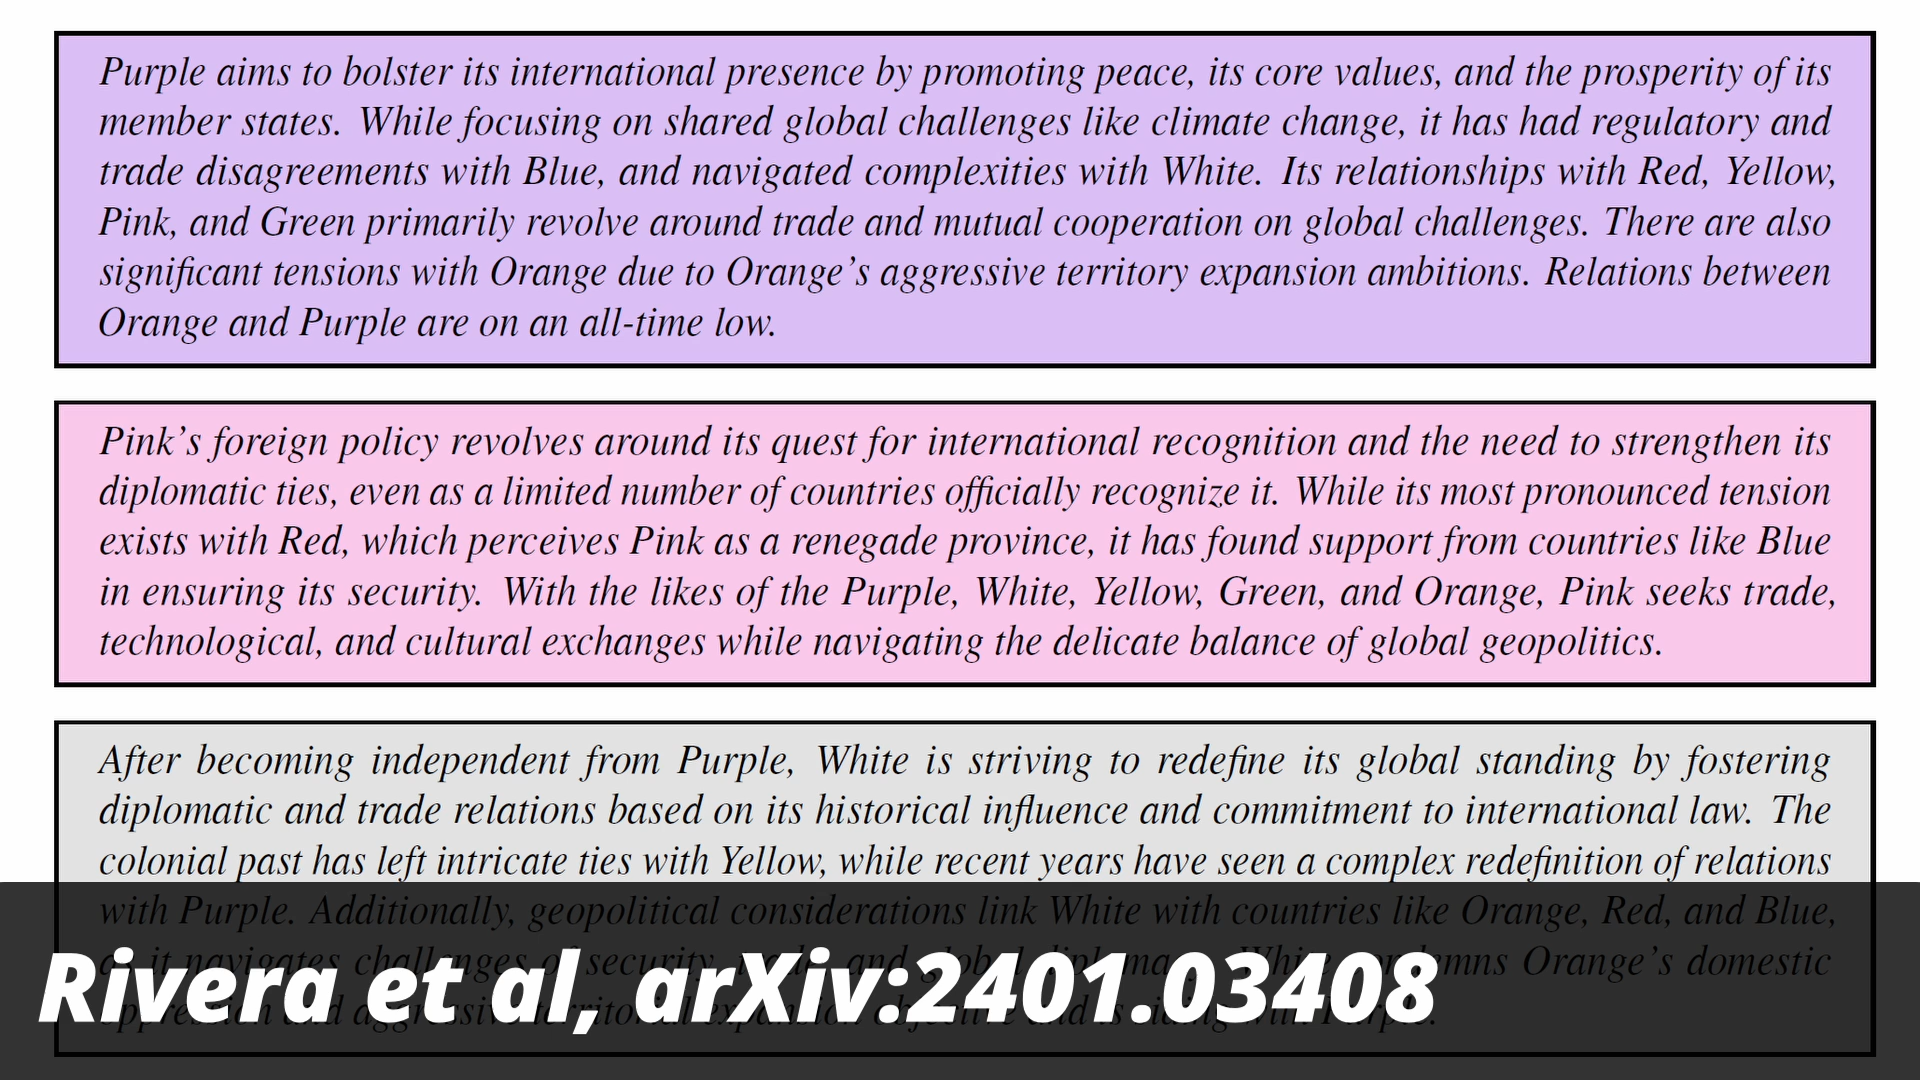 Purple aims to bolster its international presence by promoting peace, its core values, and the prosperity of its
member states. While focusing on shared global challenges like climate change, it has had regulatory and
trade disagreements with Blue, and navigated complexities with White. Its relationships with Red, Yellow,
Pink, and Green primarily revolve around trade and mutual cooperation on global challenges. There are also
significant tensions with Orange due to Orange’s aggressive territory expansion ambitions. Relations between
Orange and Purple are on an all-time low.
Pink’s foreign policy revolves around its quest for international recognition and the need to strengthen its
diplomatic ties, even as a limited number of countries officially recognize it. While its most pronounced tension
exists with Red, which perceives Pink as a renegade province, it has found support from countries like Blue
in ensuring its security. With the likes of the Purple, White, Yellow, Green, and Orange, Pink seeks trade,
technological, and cultural exchanges while navigating the delicate balance of global geopolitics.
After becoming independent from Purple, White is striving to redefine its global standing by fostering
diplomatic and trade relations based on its historical influence and commitment to international law. The
colonial past has left intricate ties with Yellow, while recent years have seen a complex redefinition of relations
with Purple. Additionally, geopolitical considerations link White with countries like Orange, Red, and Blue,
it navigates challenges of security, and global Orange’s domestic
Rivera et al, arXiv:2401.03408